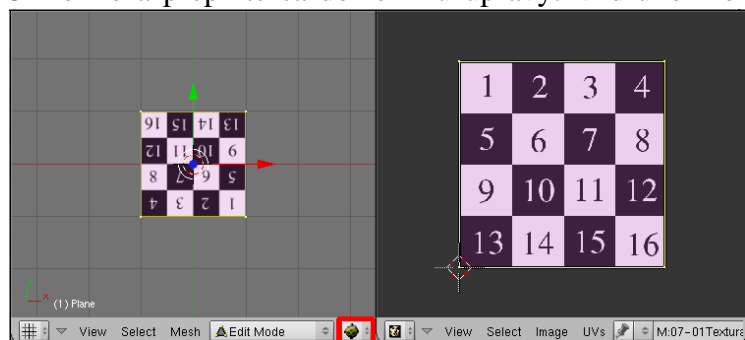 16 15 14 13
12 11 10 9
8 7 6 5
4 3 2 1
x
(1) Plane
View Select Mesh Edit Mode
1 2 3 4
5 6 7 8
9 10 11 12
13 14 15 16
View Select Image UVs M:07-01Textura